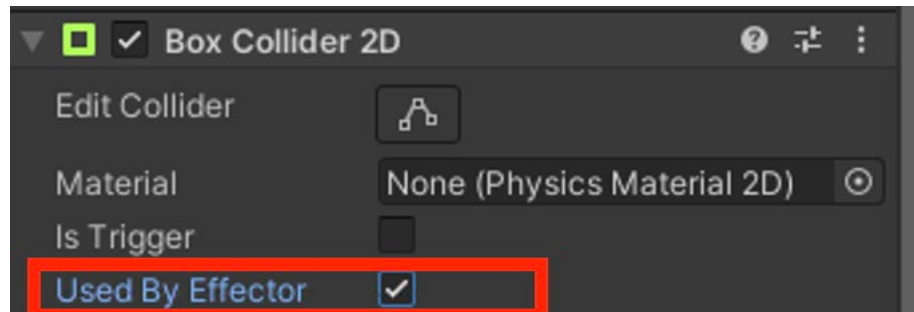 Box Collider 2D
Edit Collider
Material None (Physics Material 2D)
Is Trigger
Used By Effector